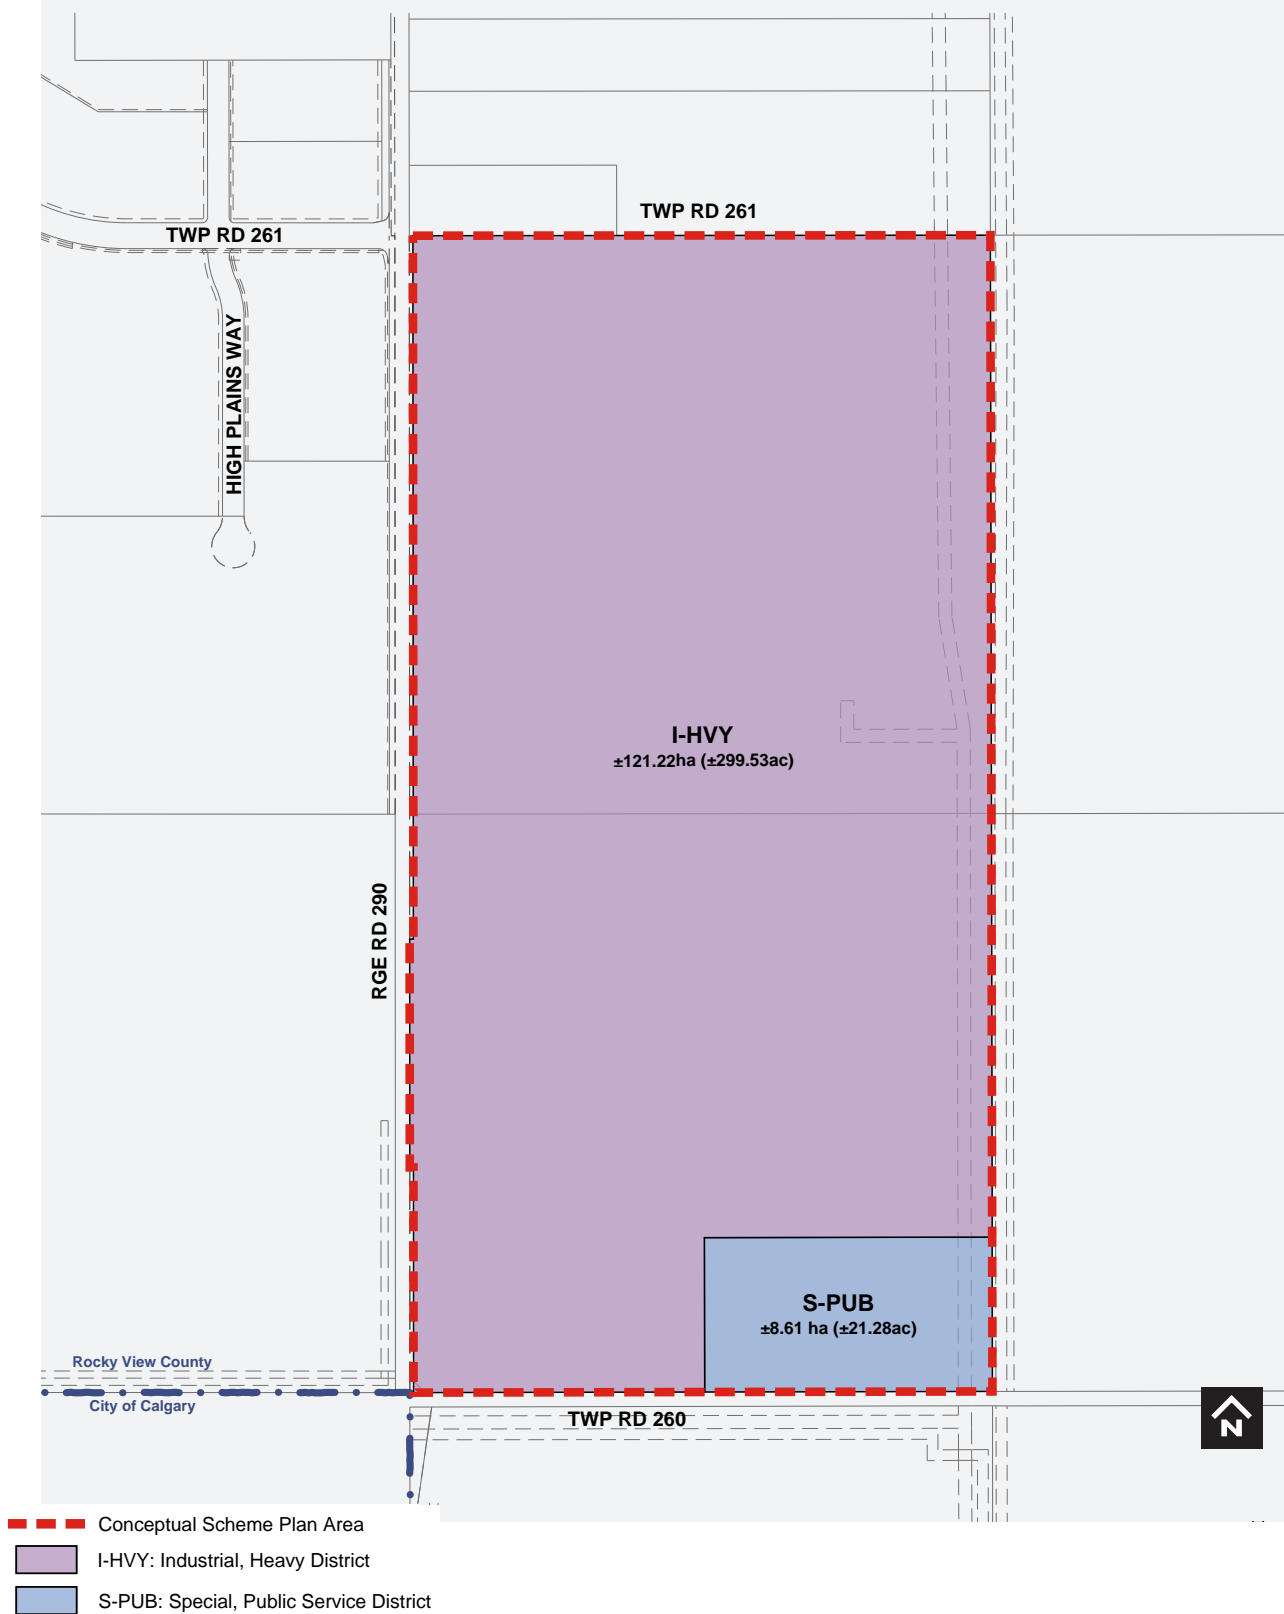 TWP RD 261
TWP RD 261
HIGH PLAINS WAY
I-HVY
±121.22ha (±299.53ac)
RGE RD 290
S-PUB
±8.61 ha (±21.28ac)
Rocky View County
City of Calgary
TWP RD 260
N
Conceptual Scheme Plan Area
I-HVY: Industrial, Heavy District
S-PUB: Special, Public Service District